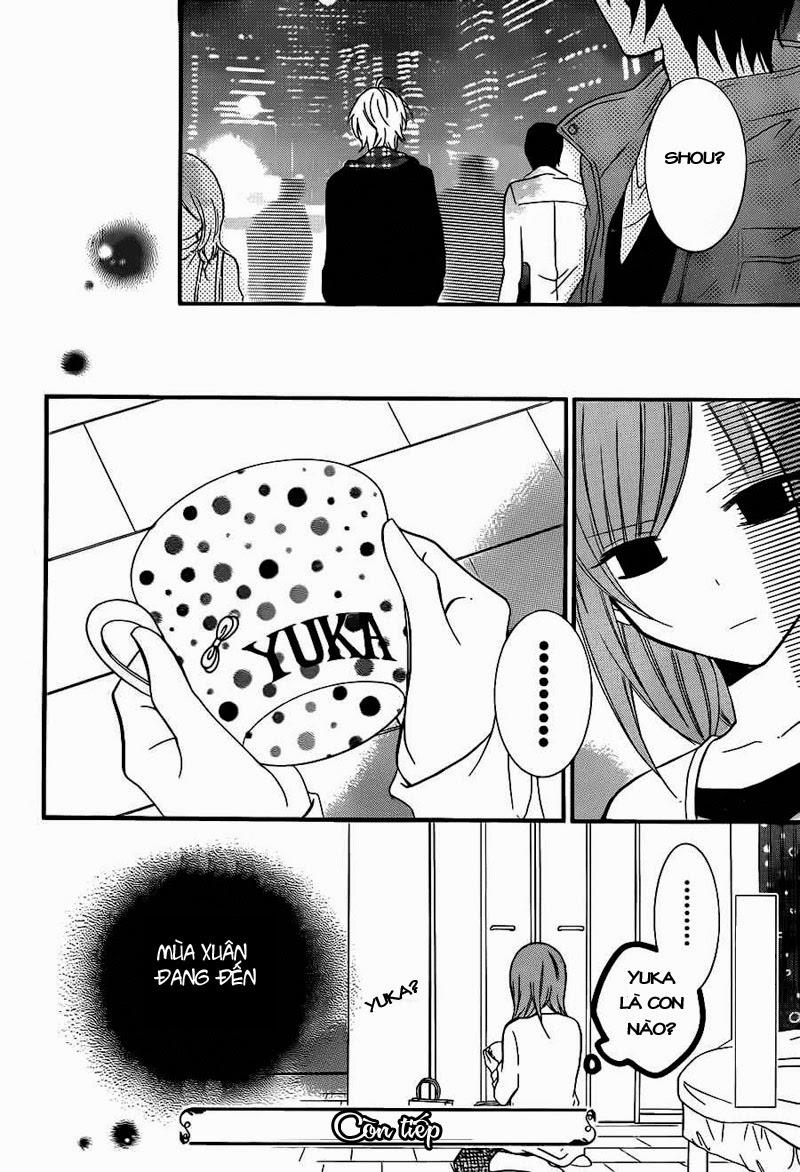 SHOU?
YUKA
YUKA
LÀ CON
NÀO?
YUKA?
MÙA XUÂN
ĐANG ĐẾN
Còn tiếp